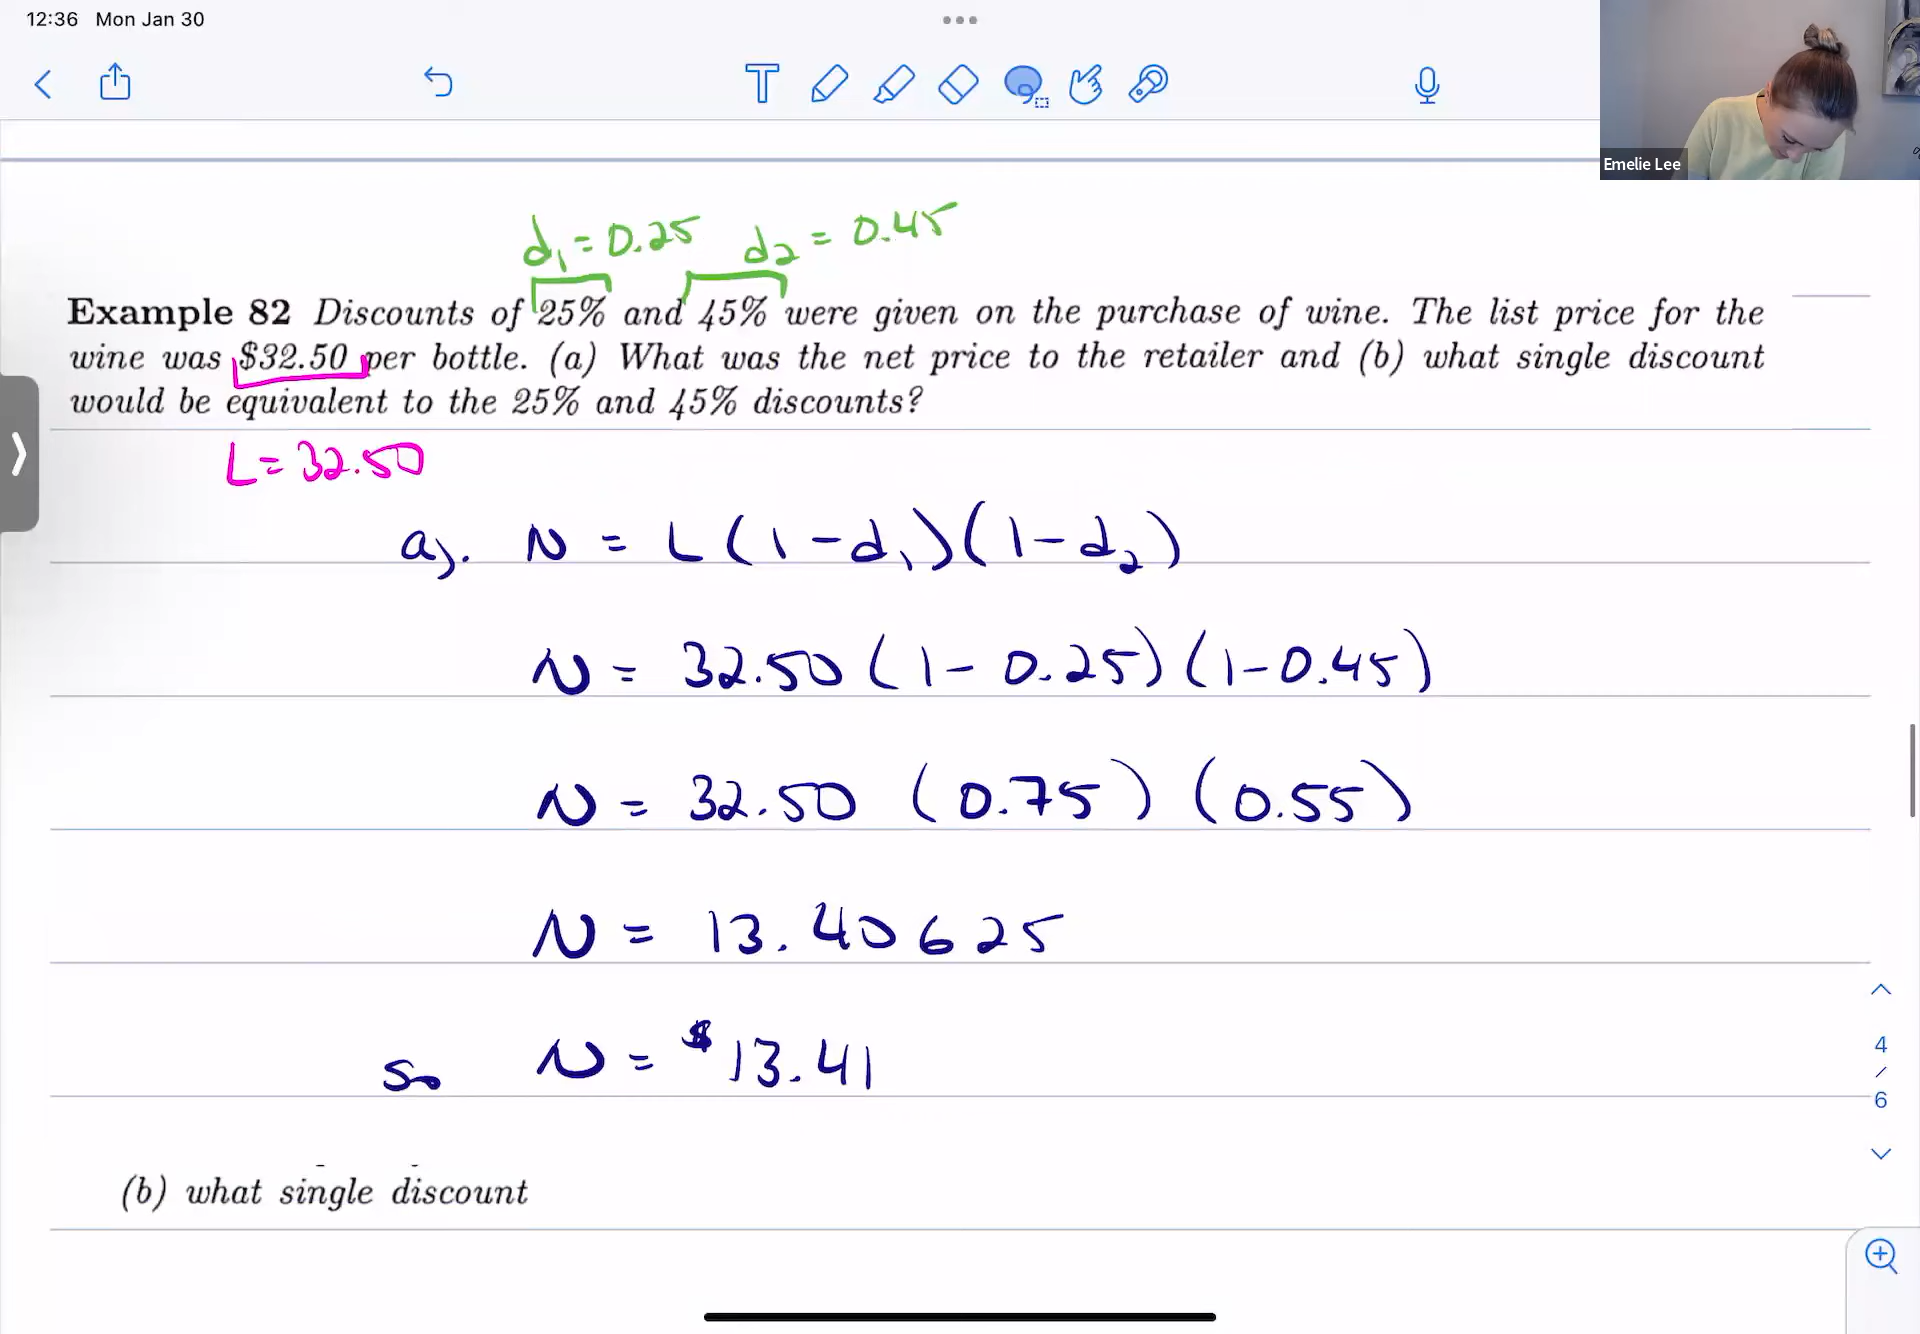 12:36 Mon Jan 30
Emelie Lee
d₁ = 0.25 d₂ = 0.45
Example 82 Discounts of 25% and 45% were given on the purchase of wine. The list price for the
wine was $32.50 per bottle. (a) What was the net price to the retailer and (b) what single discount
would be equivalent to the 25% and 45% discounts?
L = 32.50
a). N = L(1-d₁)(1-d₂)
N = 32.50(1-0.25)(1-0.45)
N = 32.50 (0.75) (0.55)
N = 13.40625
so N = $13.41
4
/
6
(b) what single discount